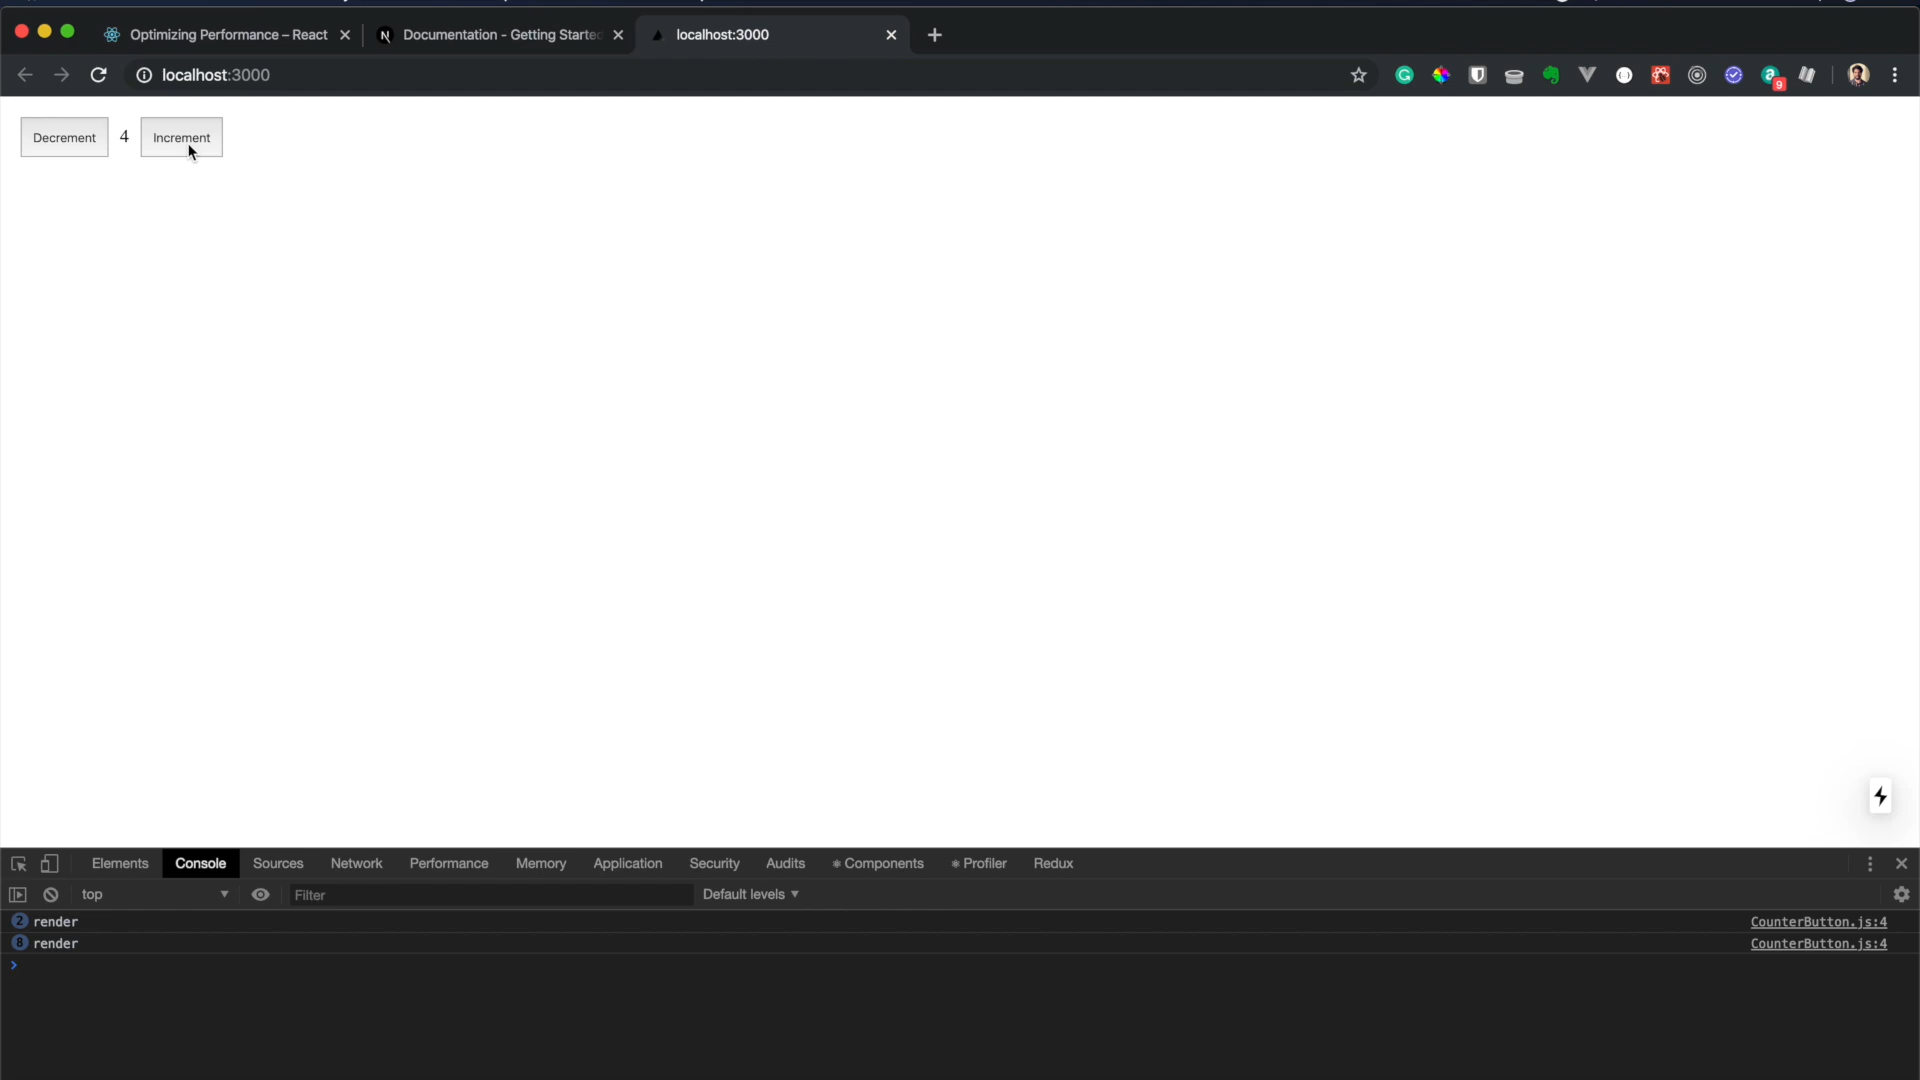 Optimizing Performance – React
Documentation - Getting Starte
localhost:3000
localhost:3000
9
Decrement 4 Increment
Elements Console Sources Network Performance Memory Application Security Audits Components Profiler Redux
top Filter Default levels
2 render CounterButton.js:4
8 render CounterButton.js:4